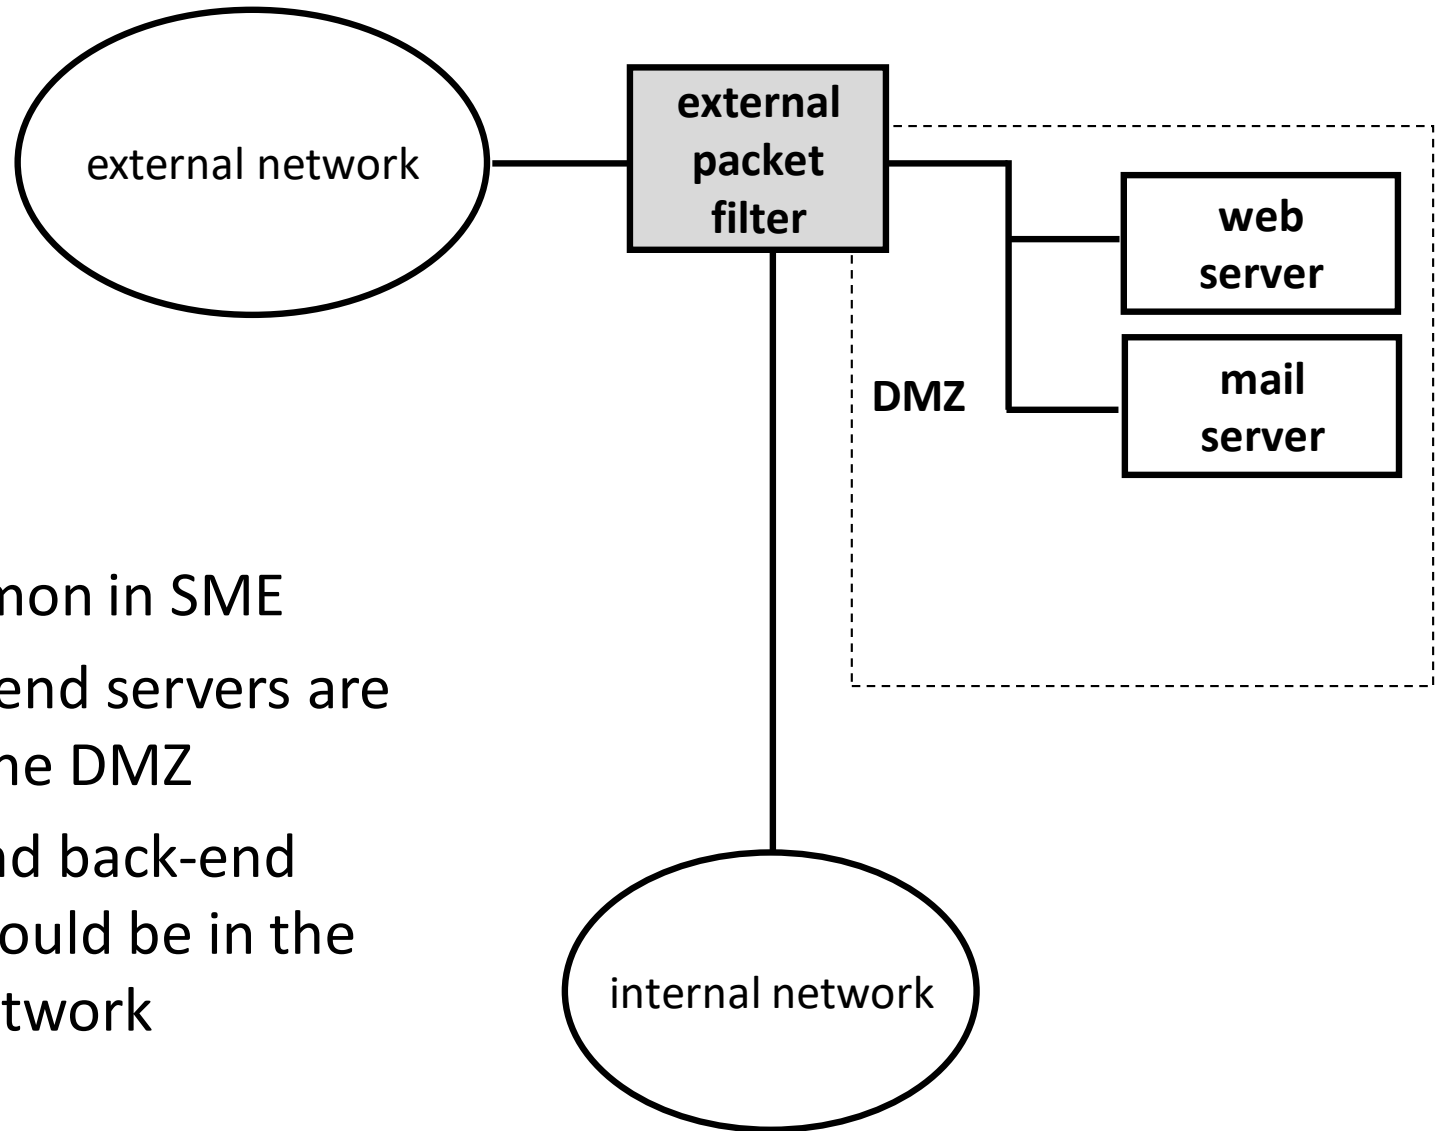 external network
external
packet
filter
web
server
DMZ
mail
server
mon in SME
end servers are
he DMZ
nd back-end
ould be in the
twork
internal network